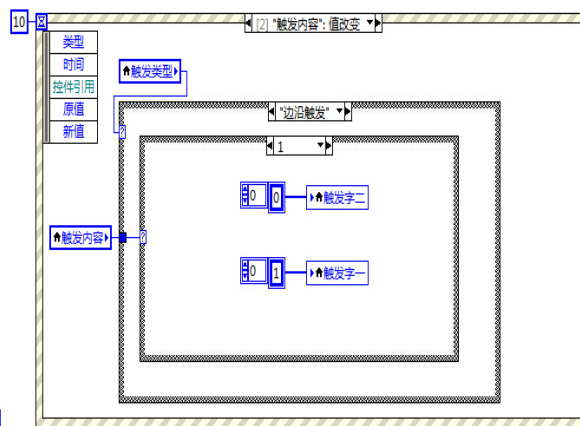 10
[2] "触发内容": 值改变
类型
时间
控件引用
原值
新值
触发类型
"边沿触发"
?
1
0 0 触发字二
触发内容
?
0 1 触发字一